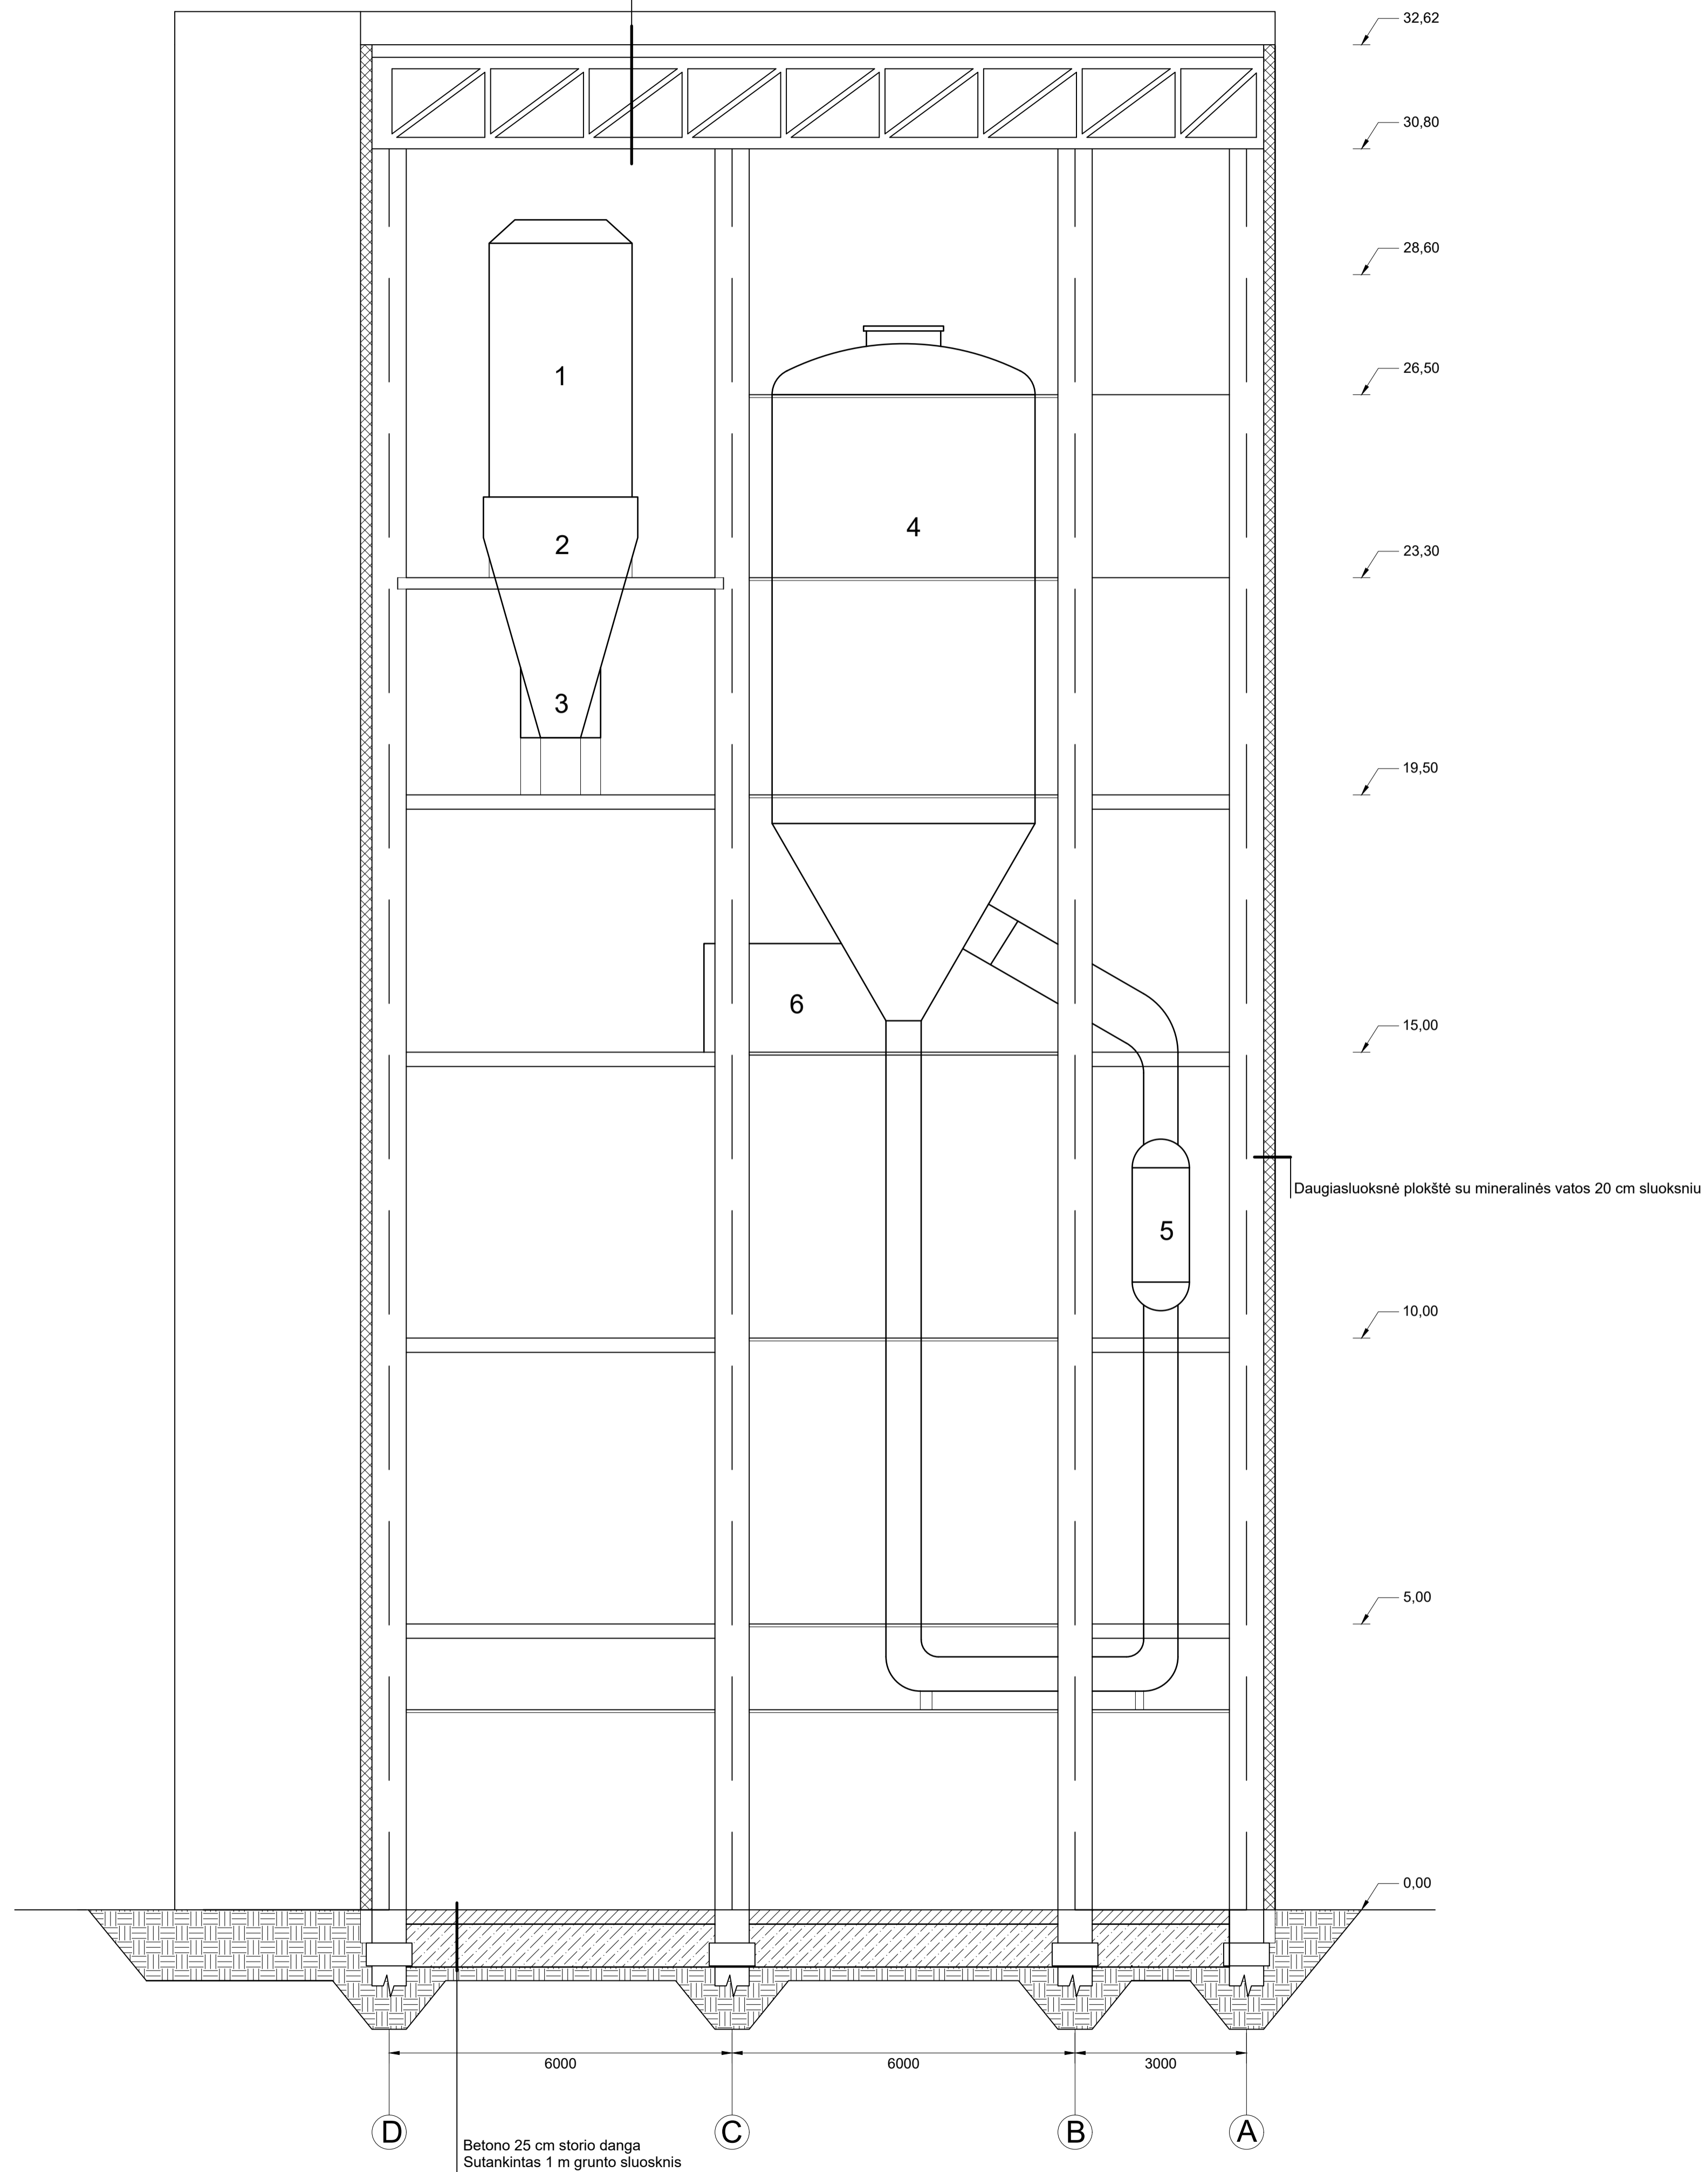 32,62
30,80
28,60
26,50
1
4
2
23,30
3
19,50
6
15,00
Daugiasluoksnė plokštė su mineralinės vatos 20 cm sluoksniu
5
10,00
5,00
0,00
6000
6000
3000
D
C
B
A
Betono 25 cm storio danga
Sutankintas 1 m grunto sluosknis